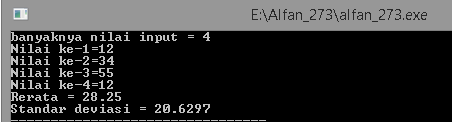 E:\Alfan_273\alfan_273.exe
banyaknya nilai input = 4
Nilai ke-1=12
Nilai ke-2=34
Nilai ke-3=55
Nilai ke-4=12
Rerata = 28.25
Standar deviasi = 20.6297
--------------------------------